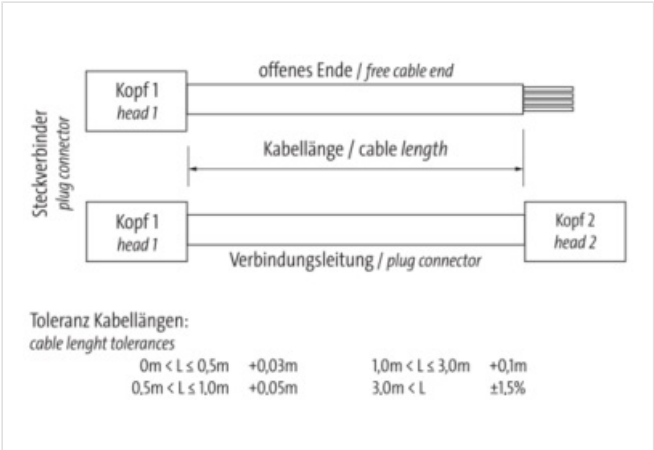 offenes Ende / free cable end
Kopf 1
head 1
Steckverbinder
plug connector
Kabellänge / cable length
Kopf 1
head 1
Kopf 2
head 2
Verbindungsleitung / plug connector
Toleranz Kabellängen:
cable lenght tolerances
0m < L ≤ 0,5m +0,03m 1,0m < L ≤ 3,0m +0,1m
0,5m < L ≤ 1,0m +0,05m 3,0m < L ±1,5%